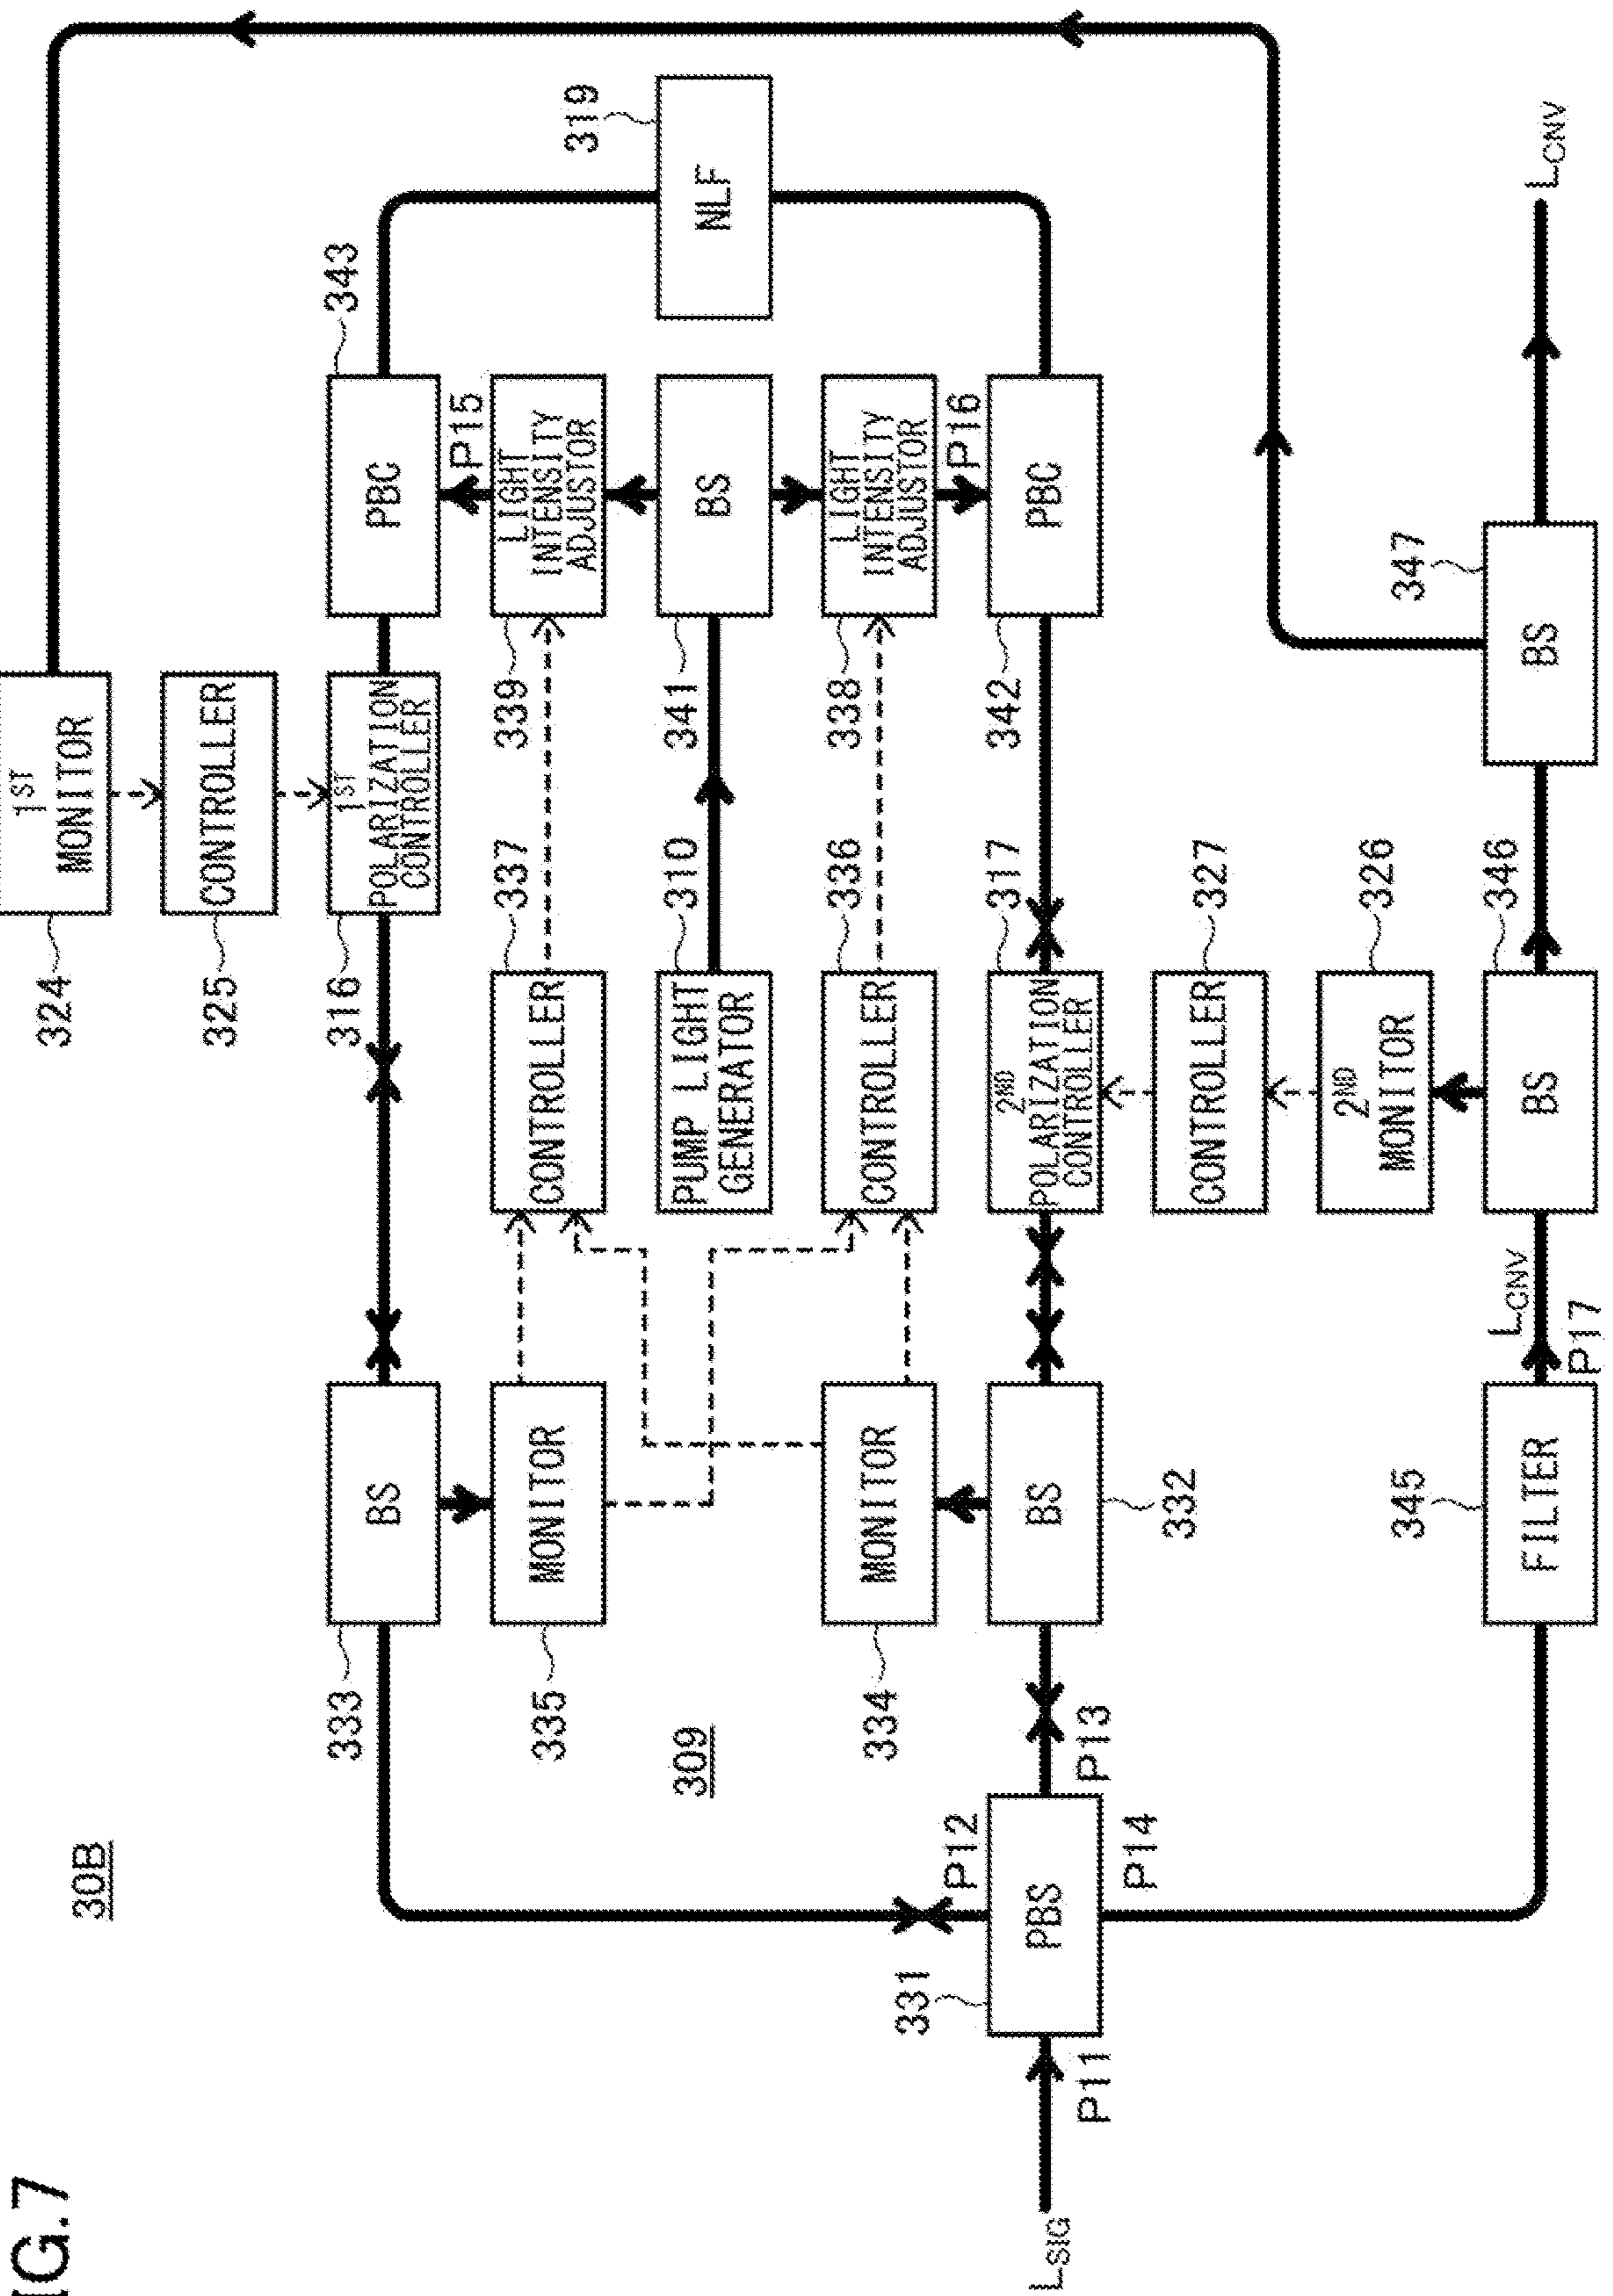 IG.7
30B
1ST
MONITOR
324
CONTROLLER
325
1ST
POLARIZATION
CONTROLLER
316
PBC
343
NLF
319
BS
333
MONITOR
335
CONTROLLER
337
LIGHT
INTENSITY
ADJUSTOR
339
P15
309
PUMP LIGHT
GENERATOR
310
BS
341
MONITOR
334
CONTROLLER
336
LIGHT
INTENSITY
ADJUSTOR
338
P16
LSIG
P11
PBS
331
P12
P13
P14
BS
332
2ND
POLARIZATION
CONTROLLER
317
PBC
342
CONTROLLER
327
2ND
MONITOR
326
FILTER
345
LCNV
P17
BS
346
BS
347
LCNV